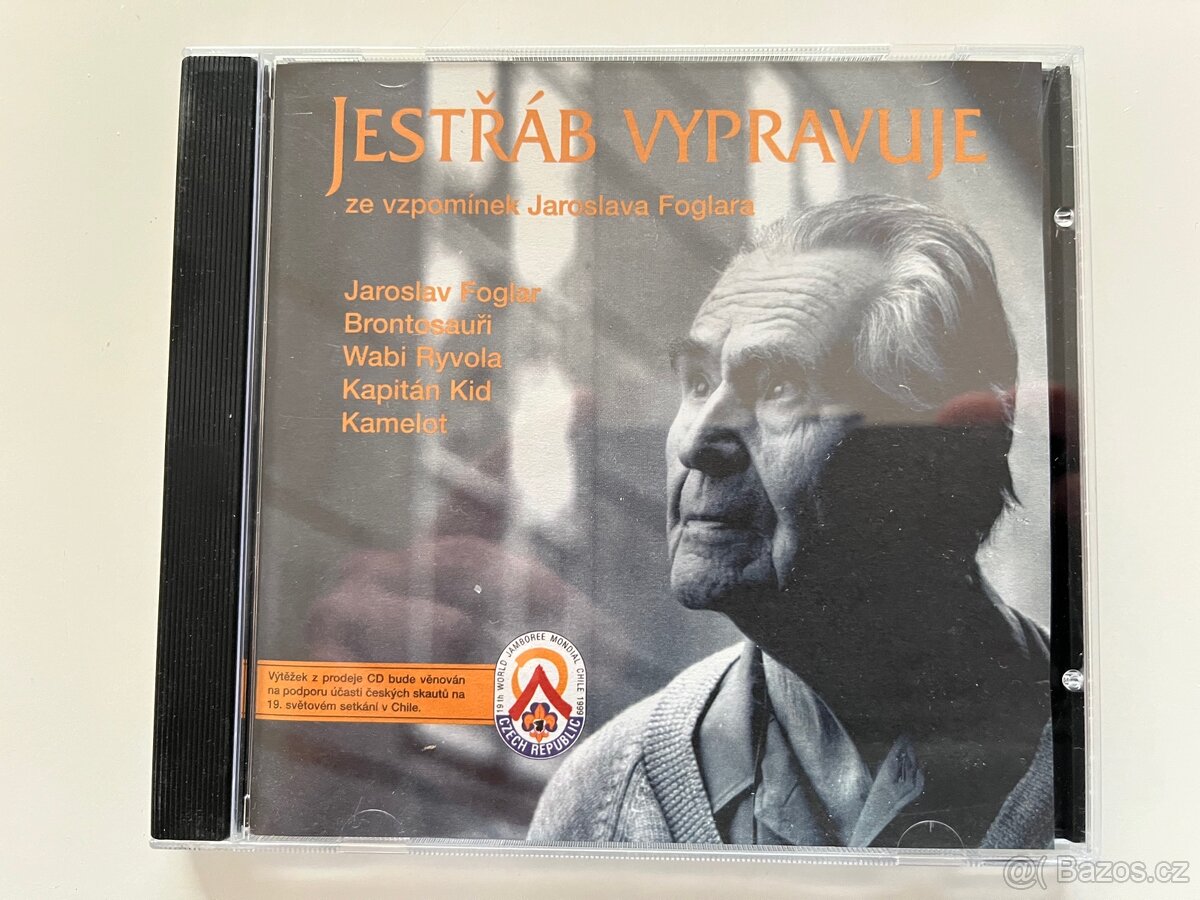 JESTŘÁB VYPRAVUJE
ze vzpomínek Jaroslava Foglara
Jaroslav Foglar
Brontosauři
Wabi Ryvola
Kapitán Kid
Kamelot
Výtěžek z prodeje CD bude věnován
na podporu účasti českých skautů na
19. světovém setkání v Chile.
19th WORLD JAMBOREE MONDIAL CHILE 1999
CZECH REPUBLIC
@( Bazos.cz